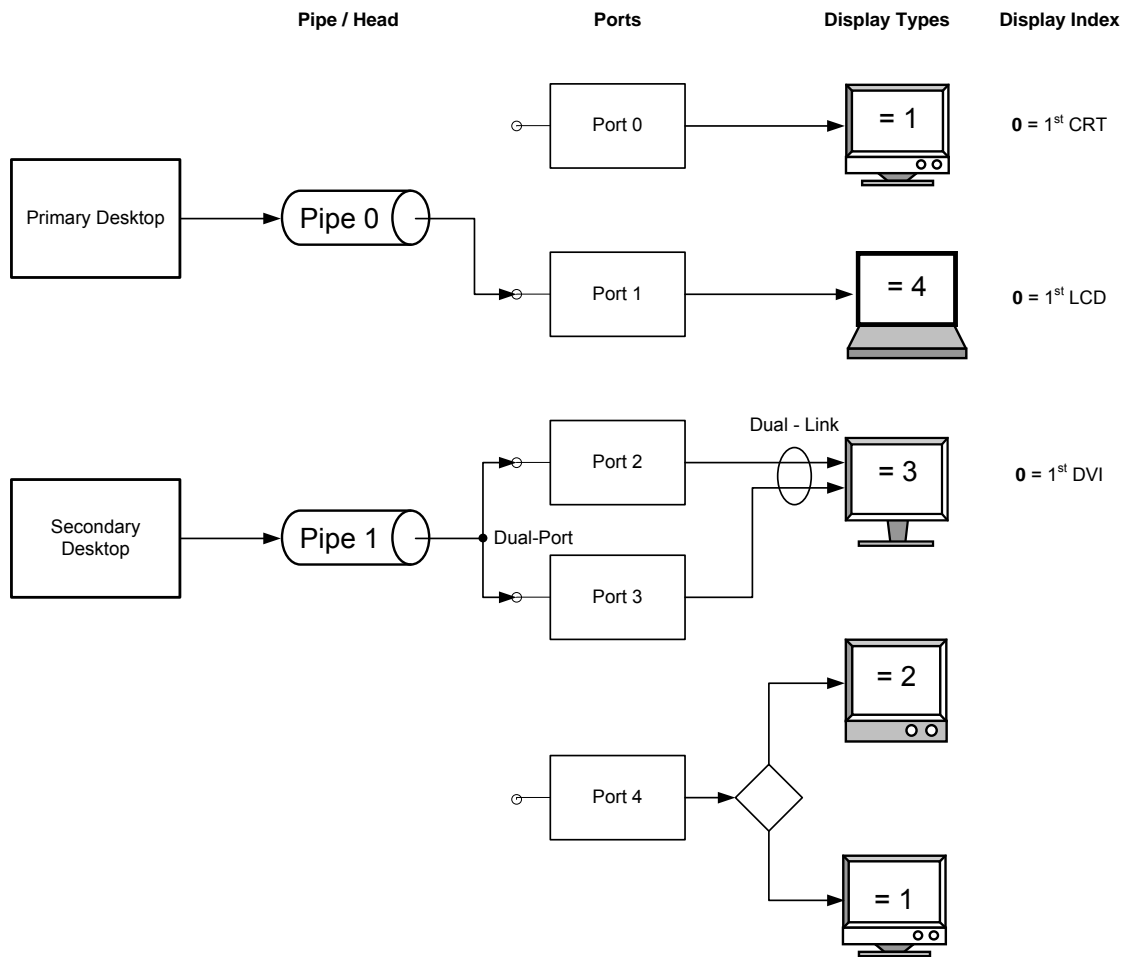 Pipe / Head
Ports
Display Types
Display Index
Port 0
= 1
0 = 1st CRT
Primary Desktop
Pipe 0
Port 1
= 4
0 = 1st LCD
Dual - Link
Port 2
= 3
0 = 1st DVI
Secondary
Desktop
Pipe 1
Dual-Port
Port 3
= 2
Port 4
= 1